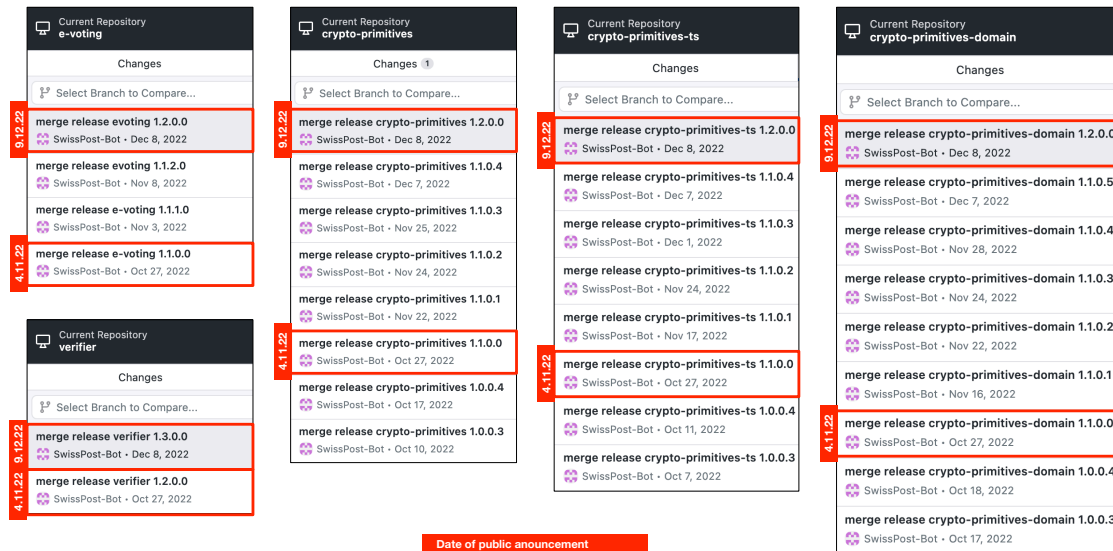 Current Repository
e-voting
Changes
Select Branch to Compare...
9.12.22
merge release evoting 1.2.0.0
SwissPost-Bot • Dec 8, 2022
merge release evoting 1.1.2.0
SwissPost-Bot • Nov 8, 2022
merge release e-voting 1.1.1.0
SwissPost-Bot • Nov 3, 2022
4.11.22
merge release e-voting 1.1.0.0
SwissPost-Bot • Oct 27, 2022
Current Repository
verifier
Changes
Select Branch to Compare...
9.12.22
merge release verifier 1.3.0.0
SwissPost-Bot • Dec 8, 2022
4.11.22
merge release verifier 1.2.0.0
SwissPost-Bot • Oct 27, 2022
Current Repository
crypto-primitives
Changes 1
Select Branch to Compare...
9.12.22
merge release crypto-primitives 1.2.0.0
SwissPost-Bot • Dec 8, 2022
merge release crypto-primitives 1.1.0.4
SwissPost-Bot • Dec 7, 2022
merge release crypto-primitives 1.1.0.3
SwissPost-Bot • Nov 25, 2022
merge release crypto-primitives 1.1.0.2
SwissPost-Bot • Nov 24, 2022
merge release crypto-primitives 1.1.0.1
SwissPost-Bot • Nov 22, 2022
4.11.22
merge release crypto-primitives 1.1.0.0
SwissPost-Bot • Oct 27, 2022
merge release crypto-primitives 1.0.0.4
SwissPost-Bot • Oct 17, 2022
merge release crypto-primitives 1.0.0.3
SwissPost-Bot • Oct 10, 2022
Current Repository
crypto-primitives-ts
Changes
Select Branch to Compare...
9.12.22
merge release crypto-primitives-ts 1.2.0.0
SwissPost-Bot • Dec 8, 2022
merge release crypto-primitives-ts 1.1.0.4
SwissPost-Bot • Dec 7, 2022
merge release crypto-primitives-ts 1.1.0.3
SwissPost-Bot • Dec 1, 2022
merge release crypto-primitives-ts 1.1.0.2
SwissPost-Bot • Nov 24, 2022
merge release crypto-primitives-ts 1.1.0.1
SwissPost-Bot • Nov 17, 2022
4.11.22
merge release crypto-primitives-ts 1.1.0.0
SwissPost-Bot • Oct 27, 2022
merge release crypto-primitives-ts 1.0.0.4
SwissPost-Bot • Oct 11, 2022
merge release crypto-primitives-ts 1.0.0.3
SwissPost-Bot • Oct 7, 2022
Current Repository
crypto-primitives-domain
Changes
Select Branch to Compare...
9.12.22
merge release crypto-primitives-domain 1.2.0.0
SwissPost-Bot • Dec 8, 2022
merge release crypto-primitives-domain 1.1.0.5
SwissPost-Bot • Dec 7, 2022
merge release crypto-primitives-domain 1.1.0.4
SwissPost-Bot • Nov 28, 2022
merge release crypto-primitives-domain 1.1.0.3
SwissPost-Bot • Nov 24, 2022
merge release crypto-primitives-domain 1.1.0.2
SwissPost-Bot • Nov 22, 2022
merge release crypto-primitives-domain 1.1.0.1
SwissPost-Bot • Nov 16, 2022
4.11.22
merge release crypto-primitives-domain 1.1.0.0
SwissPost-Bot • Oct 27, 2022
merge release crypto-primitives-domain 1.0.0.4
SwissPost-Bot • Oct 18, 2022
merge release crypto-primitives-domain 1.0.0.3
SwissPost-Bot • Oct 17, 2022
Date of public anouncement